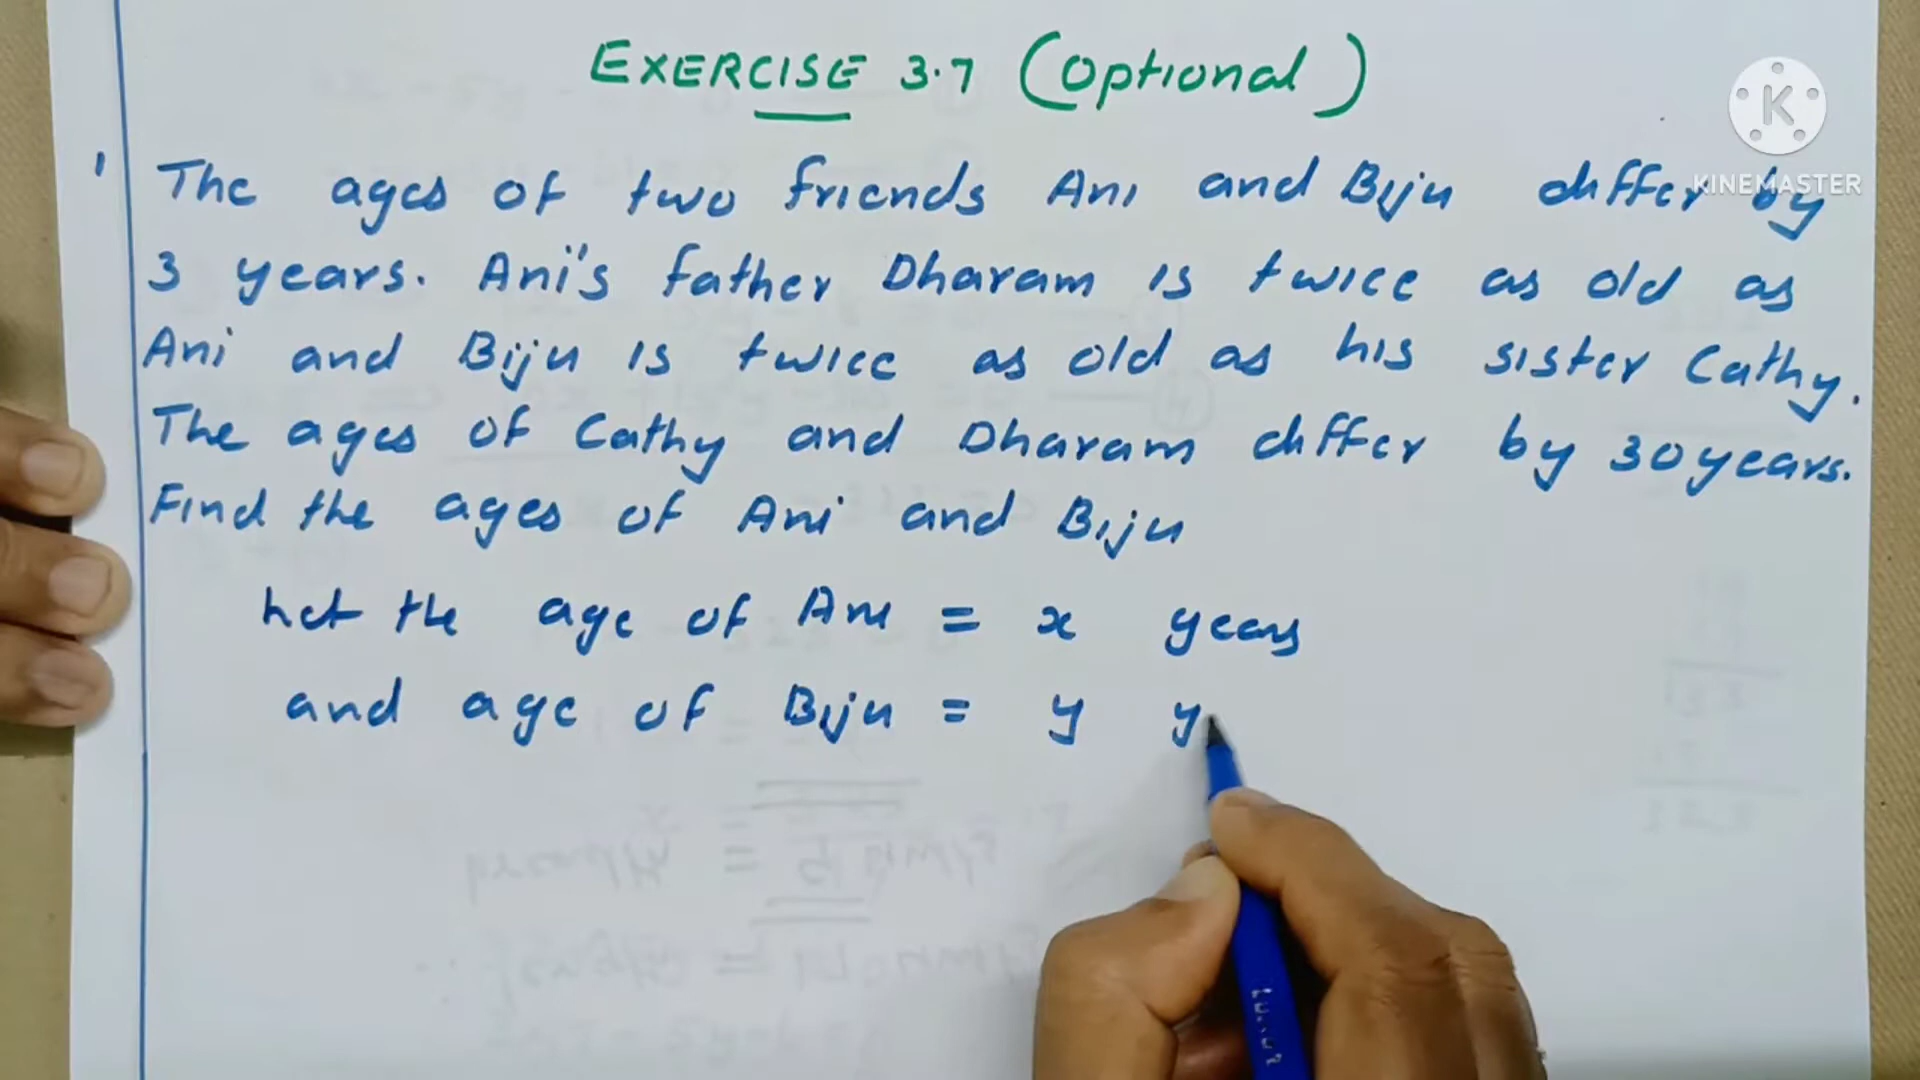 EXERCISE 3.7 (Optional)
K
KINEMASTER
1 The ages of two friends Ani and Biju differ by
3 years. Ani's father Dharam is twice as old as
Ani and Biju is twice as old as his sister Cathy.
The ages of Cathy and Dharam differ by 30 years.
Find the ages of Ani and Biju
Let the age of Ani = x years
and age of Biju = y y